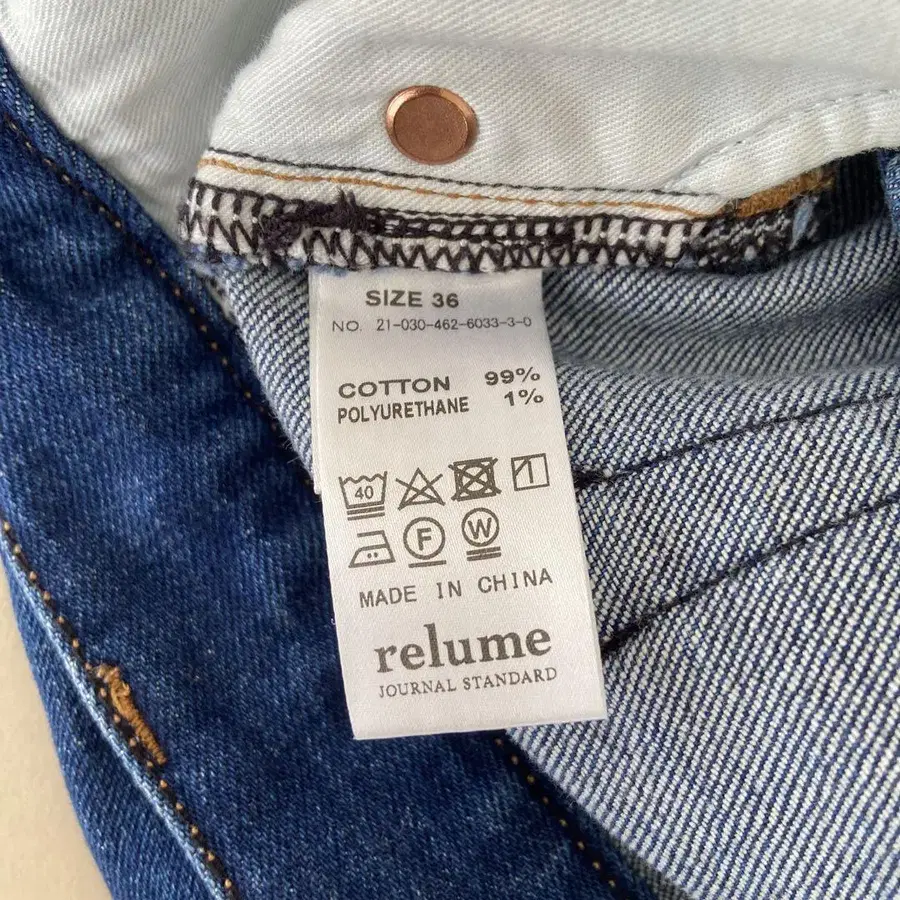 SIZE 36
NO. 21-030-462-6033-3-0
COTTON 99%
POLYURETHANE 1%
40
F W
MADE IN CHINA
relume
JOURNAL STANDARD